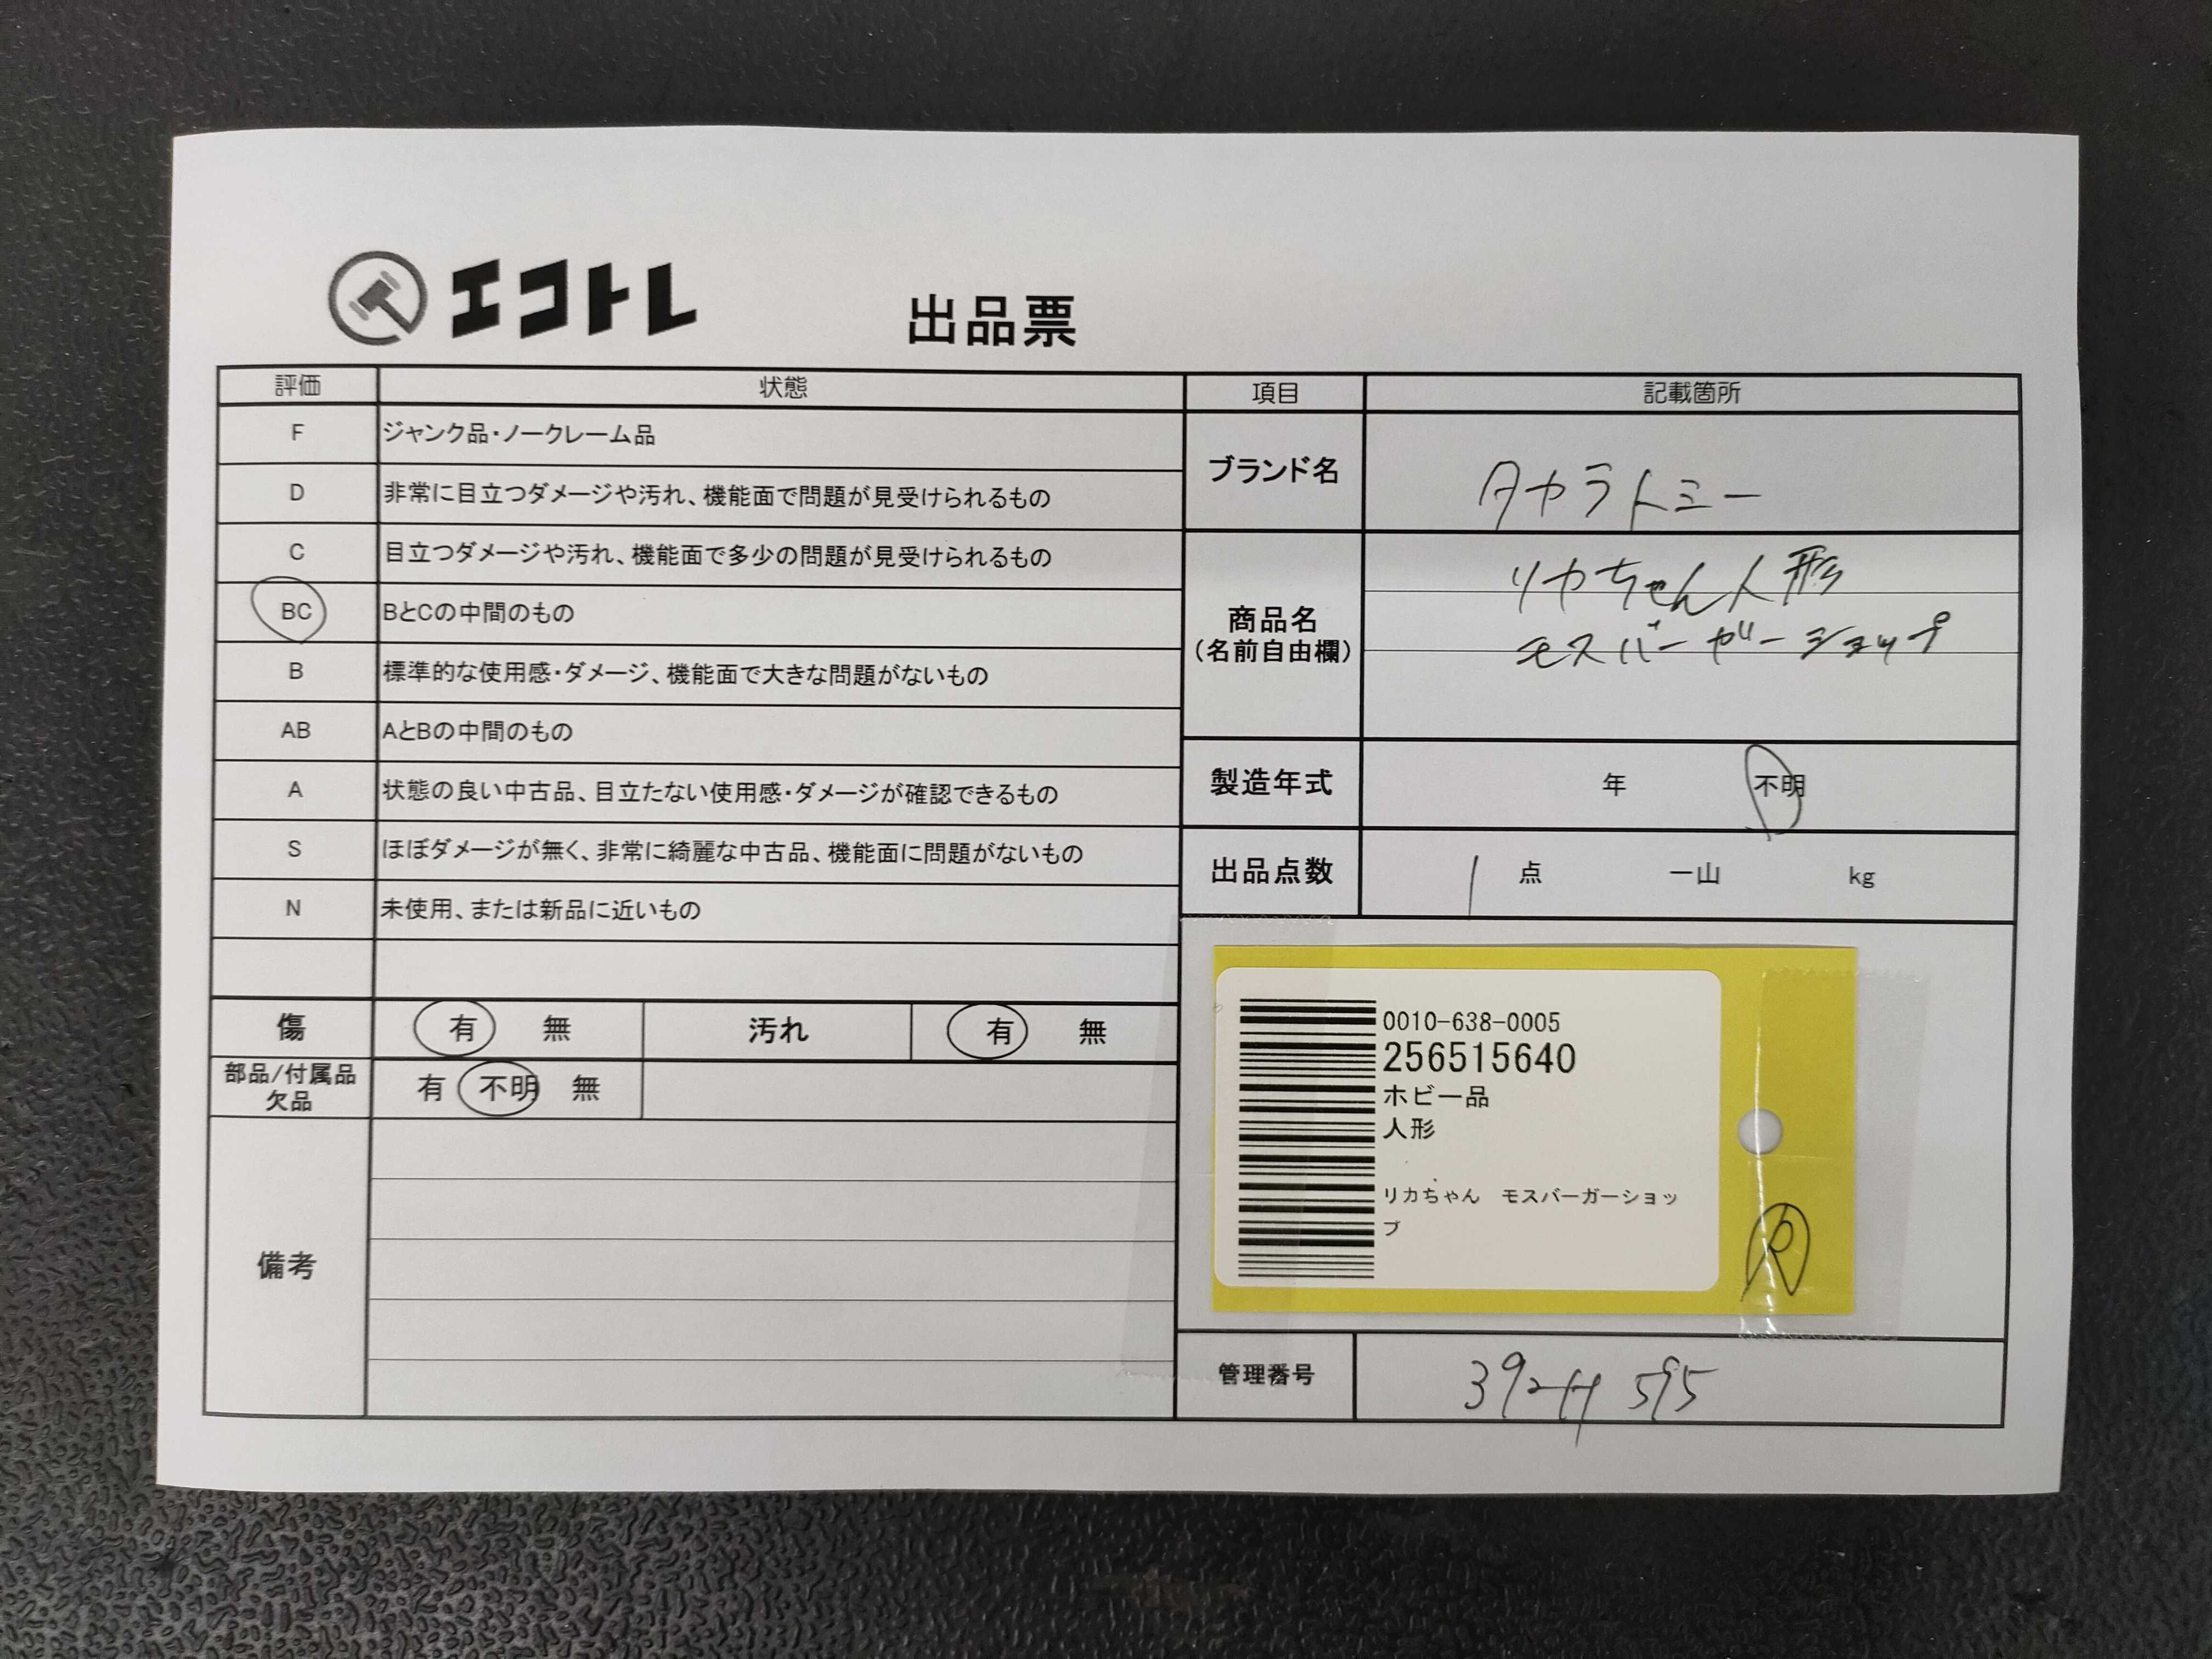 エコトレ
出品票
評価 状態
F ジャンク品・ノークレーム品
D 非常に目立つダメージや汚れ、機能面で問題が見受けられるもの
C 目立つダメージや汚れ、機能面で多少の問題が見受けられるもの
BC BとCの中間のもの
B 標準的な使用感・ダメージ、機能面で大きな問題がないもの
AB AとBの中間のもの
A 状態の良い中古品、目立たない使用感・ダメージが確認できるもの
S ほぼダメージが無く、非常に綺麗な中古品、機能面に問題がないもの
N 未使用、または新品に近いもの
傷 有 無 汚れ 有 無
部品/付属品
欠品
有 不明 無
備考
項目 記載箇所
ブランド名 タカラトミー
商品名
(名前自由欄)
リカちゃん人形
モスバーガーショップ
製造年式 年 不明
出品点数 1 点 一山 kg
0010-638-0005
256515640
ホビー品
人形
リカちゃん モスバーガーショッ
プ
管理番号